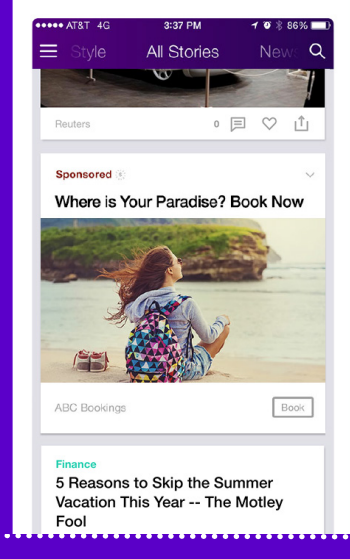 AT&T 4G 3:37 PM 86%
Style All Stories News
Reuters 0
Sponsored
Where is Your Paradise? Book Now
ABC Bookings Book
Finance
5 Reasons to Skip the Summer
Vacation This Year -- The Motley
Fool